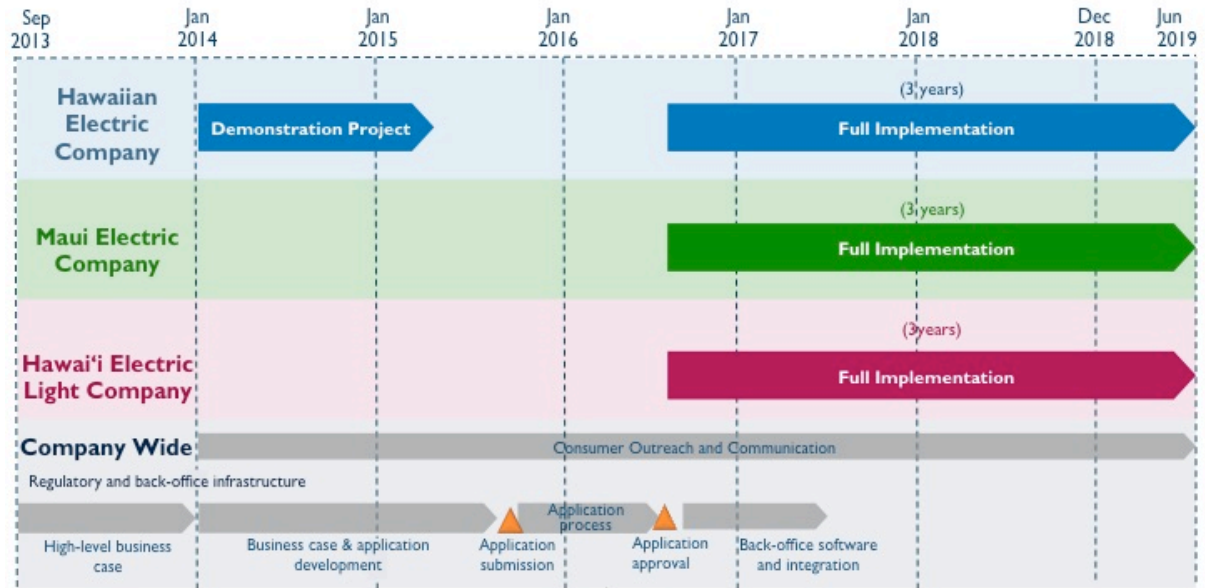 Sep Jan Jan Jan Jan Jan Dec Jun
2013 2014 2015 2016 2017 2018 2018 2019
Hawaiian
Electric
Company
Demonstration Project
(3 years)
Full Implementation
Maui Electric
Company
(3 years)
Full Implementation
Hawai‘i Electric
Light Company
(3years)
Full Implementation
Company Wide
Consumer Outreach and Communication
Regulatory and back-office infrastructure
High-level business
case
Business case & application
development
Application
submission
Application
process
Application
approval
Back-office software
and integration